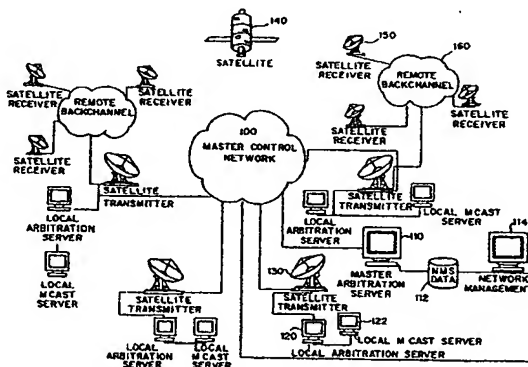 140
SATELLITE
150
160
REMOTE
BACKCHANNEL
SATELLITE
RECEIVER
SATELLITE
RECEIVER
SATELLITE
RECEIVER
REMOTE
BACKCHANNEL
SATELLITE
RECEIVER
SATELLITE
RECEIVER
SATELLITE
RECEIVER
100
MASTER CONTROL
NETWORK
SATELLITE
TRANSMITTER
LOCAL
ARBITRATION SERVER
LOCAL MCAST
SERVER
SATELLITE
TRANSMITTER
LOCAL
ARBITRATION
SERVER
LOCAL MCAST
SERVER
110
MASTER
ARBITRATION
SERVER
NMS
DATA
112
114
NETWORK
MANAGEMENT
SATELLITE
TRANSMITTER
LOCAL
ARBITRATION
SERVER
LOCAL
M CAST
SERVER
130
SATELLITE
TRANSMITTER
120
122
LOCAL M CAST
SERVER
LOCAL
ARBITRATION SERVER